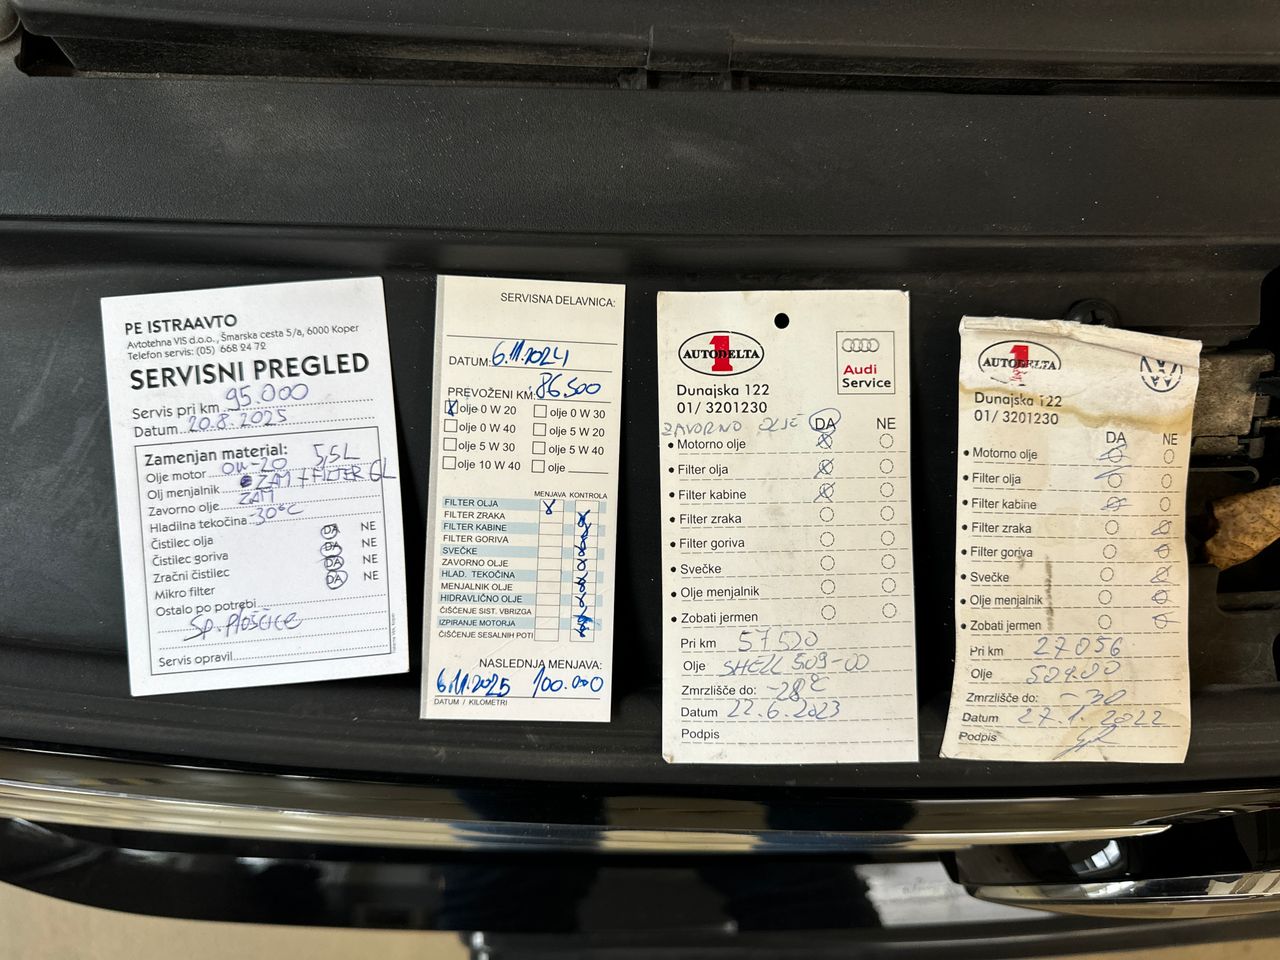 PE ISTRAAVTO
Avtotehna VIS d.o.o., Šmarska cesta 5/a, 6000 Koper
Telefon servis: (05) 668 24 72
SERVISNI PREGLED
Servis pri km 95.000
Datum 20.8.2025
Zamenjan material:
Olje motor 0W-20 5,5L
Olj menjalnik ZAM + FILTER 6L
Zavorno olje ZAM
Hladilna tekočina -30°C
Čistilec olja DA NE
Čistilec goriva DA NE
Zračni čistilec DA NE
Mikro filter DA NE
Ostalo po potrebi
Sp. ploščice
Servis opravil
SERVISNA DELAVNICA:
DATUM: 6.11.2024
PREVOŽENI KM: 86.500
X olje 0 W 20 olje 0 W 30
olje 0 W 40 olje 5 W 20
olje 5 W 30 olje 5 W 40
olje 10 W 40 olje
MENJAVA KONTROLA
FILTER OLJA X
FILTER ZRAKA
FILTER KABINE
FILTER GORIVA
SVEČKE
ZAVORNO OLJE
HLAD. TEKOČINA
MENJALNIK OLJE
HIDRAVLIČNO OLJE
ČIŠČENJE SIST. VBRIZGA
IZPIRANJE MOTORJA
ČIŠČENJE SESALNIH POTI
NASLEDNJA MENJAVA:
6.11.2025 100.000
DATUM / KILOMETRI
1
AUTODELTA
Audi
Service
Dunajska 122
01/ 3201230
ZAVORNO OLJE DA NE
• Motorno olje
• Filter olja
• Filter kabine
• Filter zraka
• Filter goriva
• Svečke
• Olje menjalnik
• Zobati jermen
Pri km 57520
Olje SHELL 509-00
Zmrzlišče do: -28°C
Datum 22.6.2023
Podpis
1
AUTODELTA
Dunajska 122
01/ 3201230
DA NE
• Motorno olje
• Filter olja
• Filter kabine
• Filter zraka
• Filter goriva
• Svečke
• Olje menjalnik
• Zobati jermen
Pri km 27056
Olje 509.00
Zmrzlišče do: -32
Datum 27.1.2022
Podpis